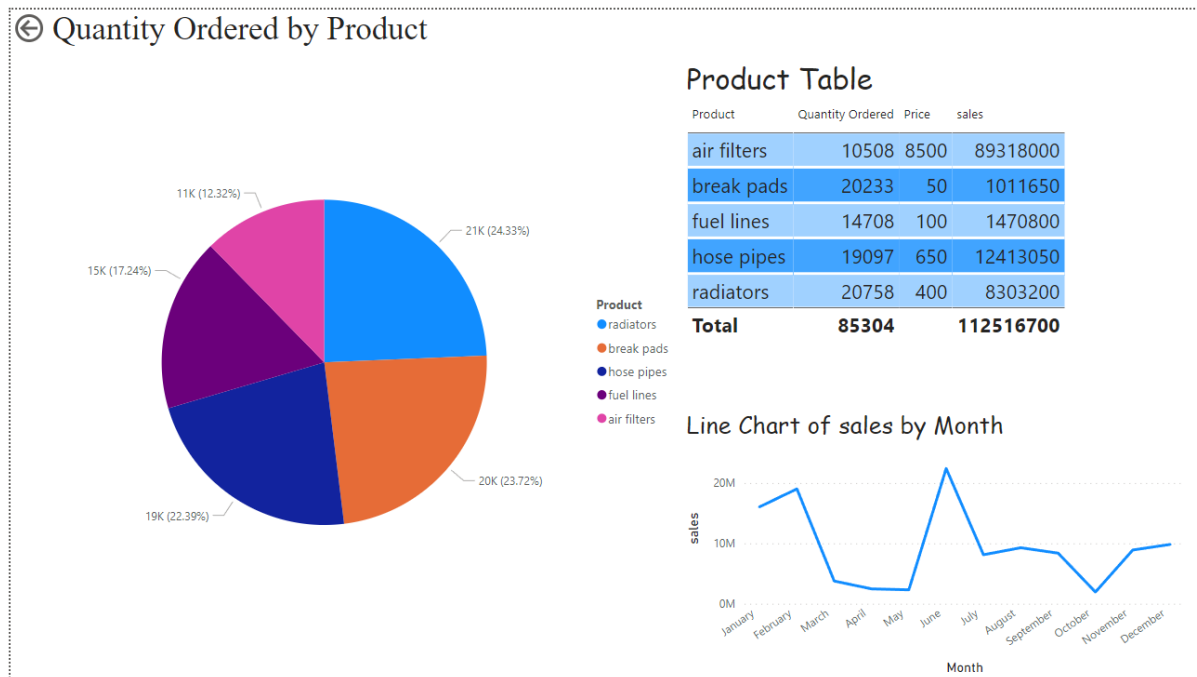 Quantity Ordered by Product
11K (12.32%)
21K (24.33%)
15K (17.24%)
20K (23.72%)
19K (22.39%)
Product
radiators
break pads
hose pipes
fuel lines
air filters
Product Table
Product Quantity Ordered Price sales
air filters 10508 8500 89318000
break pads 20233 50 1011650
fuel lines 14708 100 1470800
hose pipes 19097 650 12413050
radiators 20758 400 8303200
Total 85304 112516700
Line Chart of sales by Month
20M
10M
0M
sales
January February March April May June July August September October November December
Month